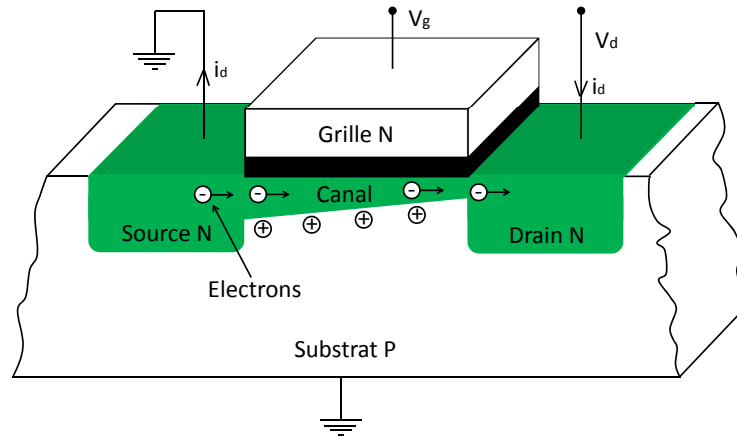 Vg
Vd
id
id
Grille N
- - Canal - -
+ + + +
Source N
Drain N
Electrons
Substrat P